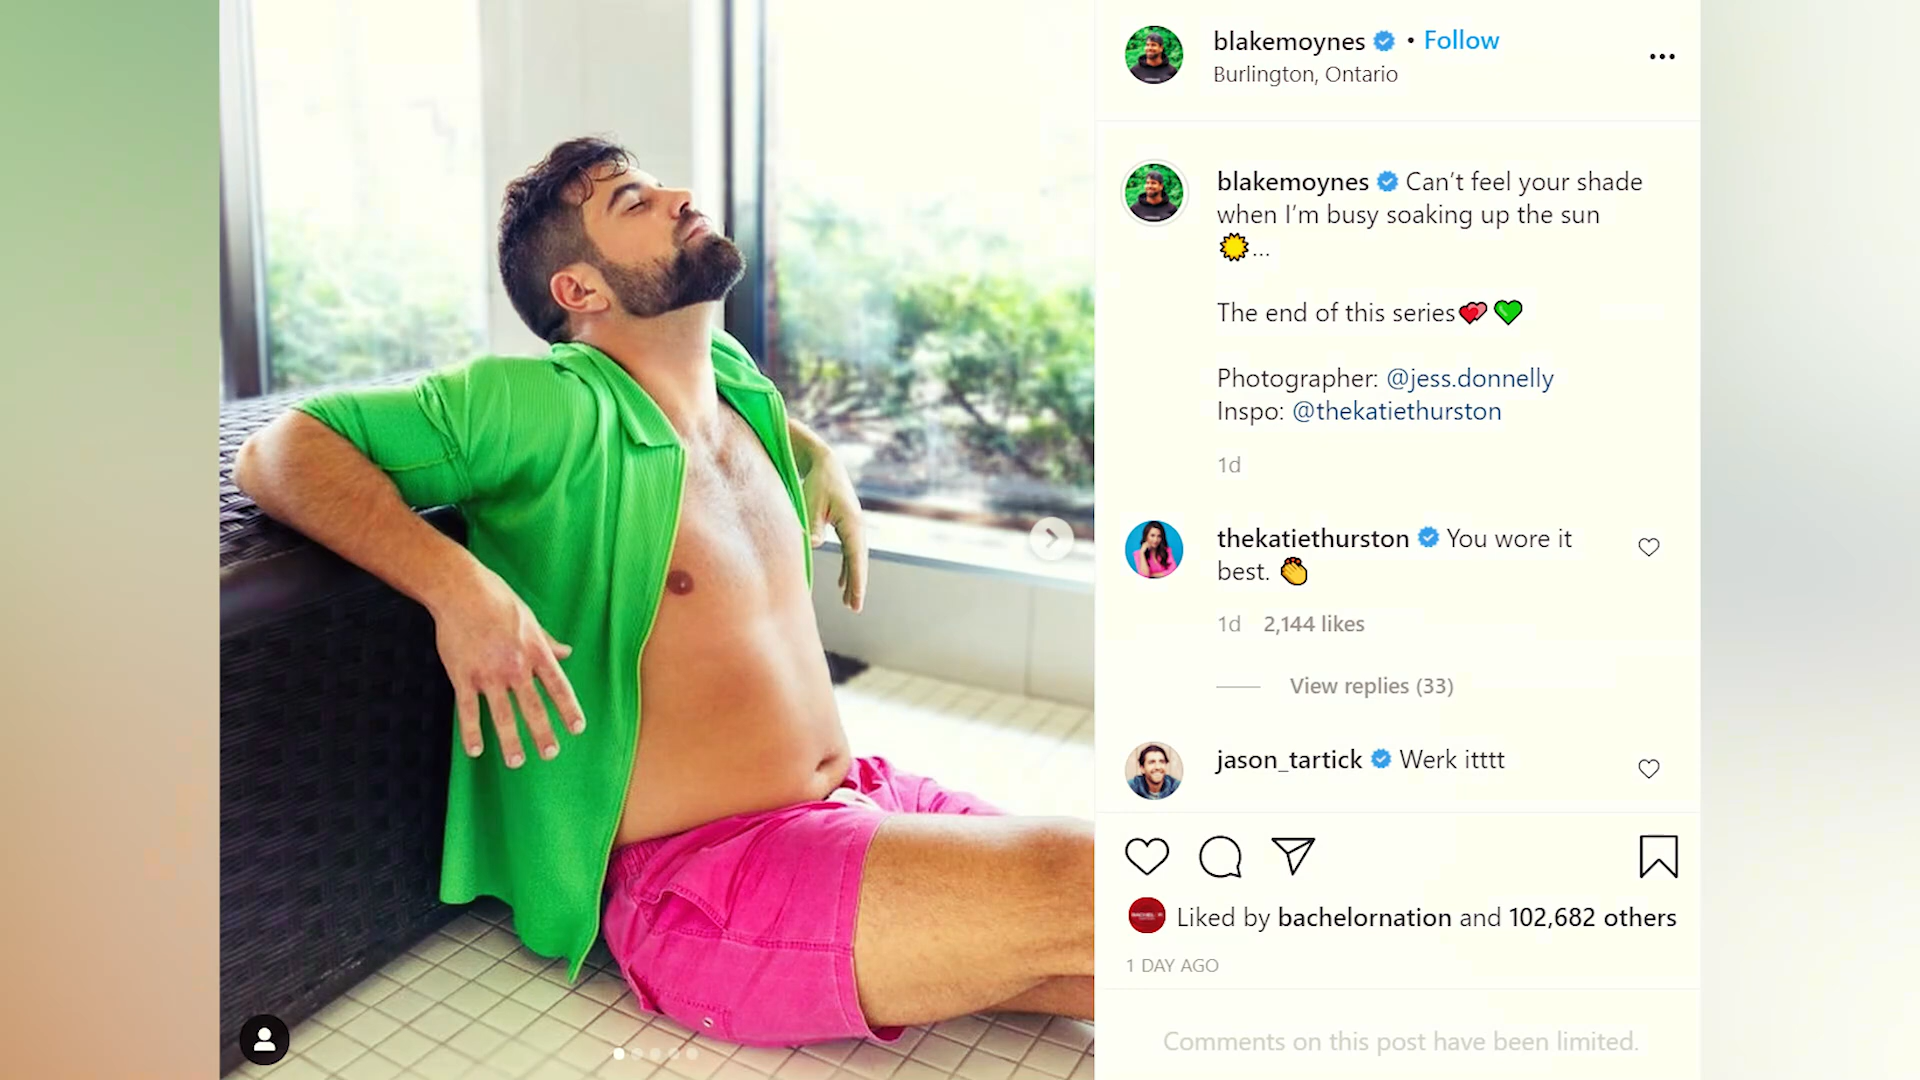 blakemoynes • Follow
Burlington, Ontario
blakemoynes Can't feel your shade
when I'm busy soaking up the sun
...
The end of this series
Photographer: @jess.donnelly
Inspo: @thekatiethurston
1d
thekatiethurston You wore it
best.
1d 2,144 likes
View replies (33)
jason_tartick Werk itttt
Liked by bachelornation and 102,682 others
1 DAY AGO
Comments on this post have been limited.